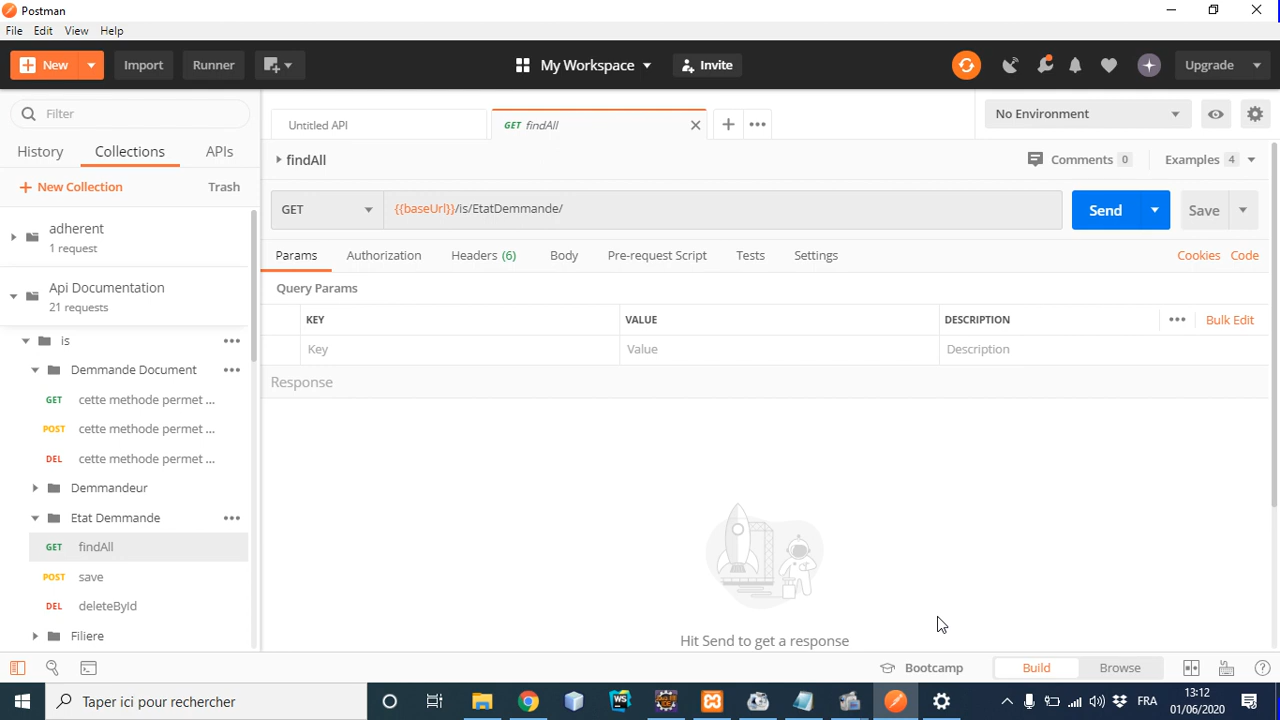 Postman
File Edit View Help
New Import Runner My Workspace Invite Upgrade
Filter
History Collections APIs
+ New Collection Trash
adherent
1 request
Api Documentation
21 requests
is
Demmande Document
GET cette methode permet ...
POST cette methode permet ...
DEL cette methode permet ...
Demmandeur
Etat Demmande
GET findAll
POST save
DEL deleteById
Filiere
Untitled API GET findAll No Environment
findAll Comments 0 Examples 4
GET {{baseUrl}}/is/EtatDemmande/ Send Save
Params Authorization Headers (6) Body Pre-request Script Tests Settings Cookies Code
Query Params
KEY VALUE DESCRIPTION Bulk Edit
Key Value Description
Response
Hit Send to get a response
Bootcamp Build Browse
Taper ici pour rechercher FRA 13:12
01/06/2020